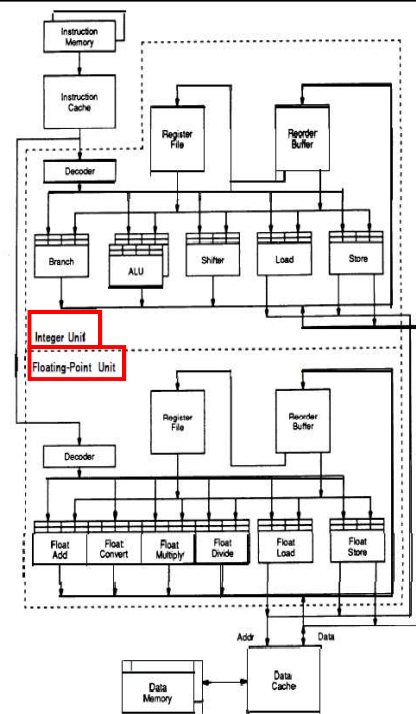 Instruction
Memory
Instruction
Cache
Register
File
Reorder
Buffer
Decoder
Branch
ALU
Shifter
Load
Store
Integer Unit
Floating-Point Unit
Register
File
Reorder
Buffer
Decoder
Float
Add
Float
Convert
Float
Multiply
Float
Divide
Float
Load
Float
Store
Addr
Data
Data
Memory
Data
Cache